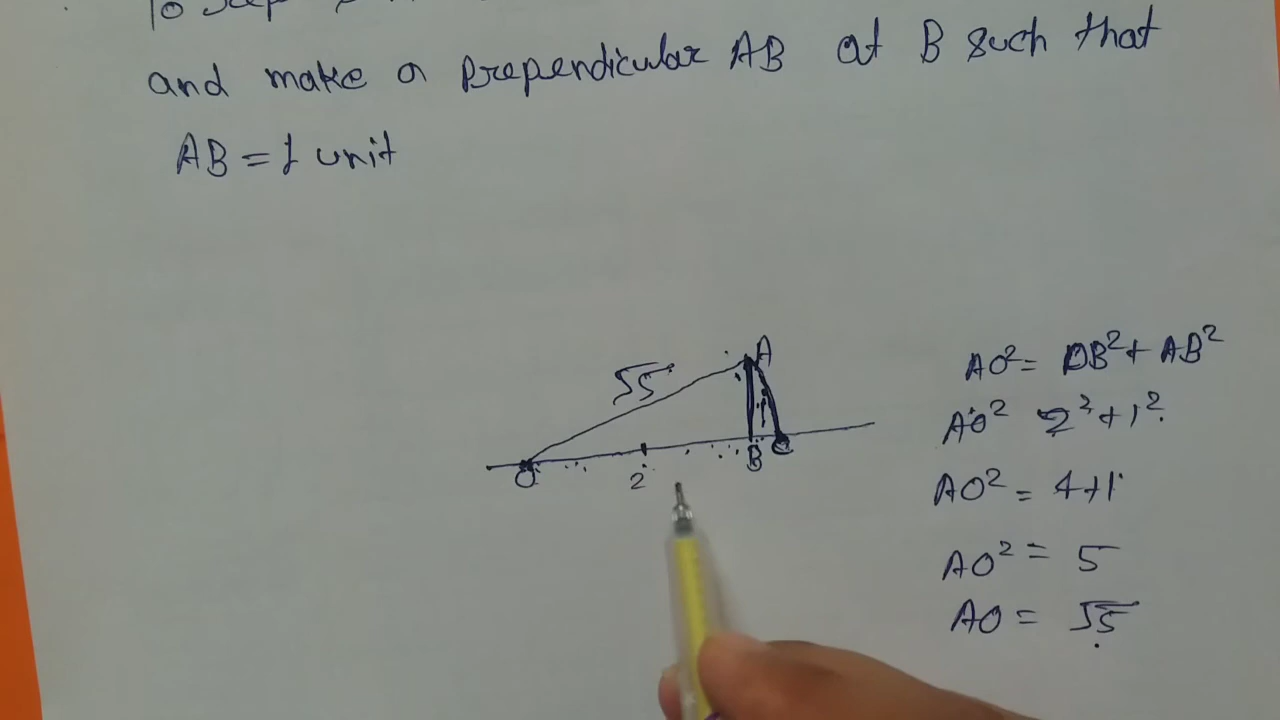 To
and make a Prependicular AB at B such that
AB = 1 unit
A
√5
B C
O 2
AO² = OB² + AB²
AO² 2² + 1²
AO² = 4+1
AO² = 5
AO = √5